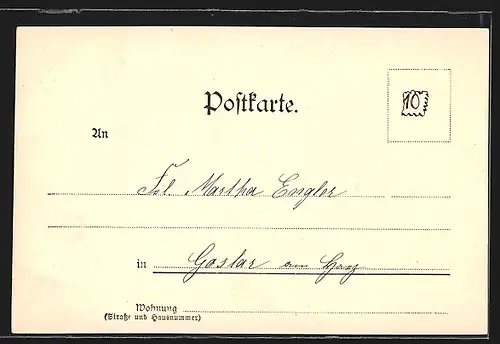 Postkarte.
10
An
Frl. Martha Engler
in Goslar am Harz
Wohnung
(Straße und Hausnummer)